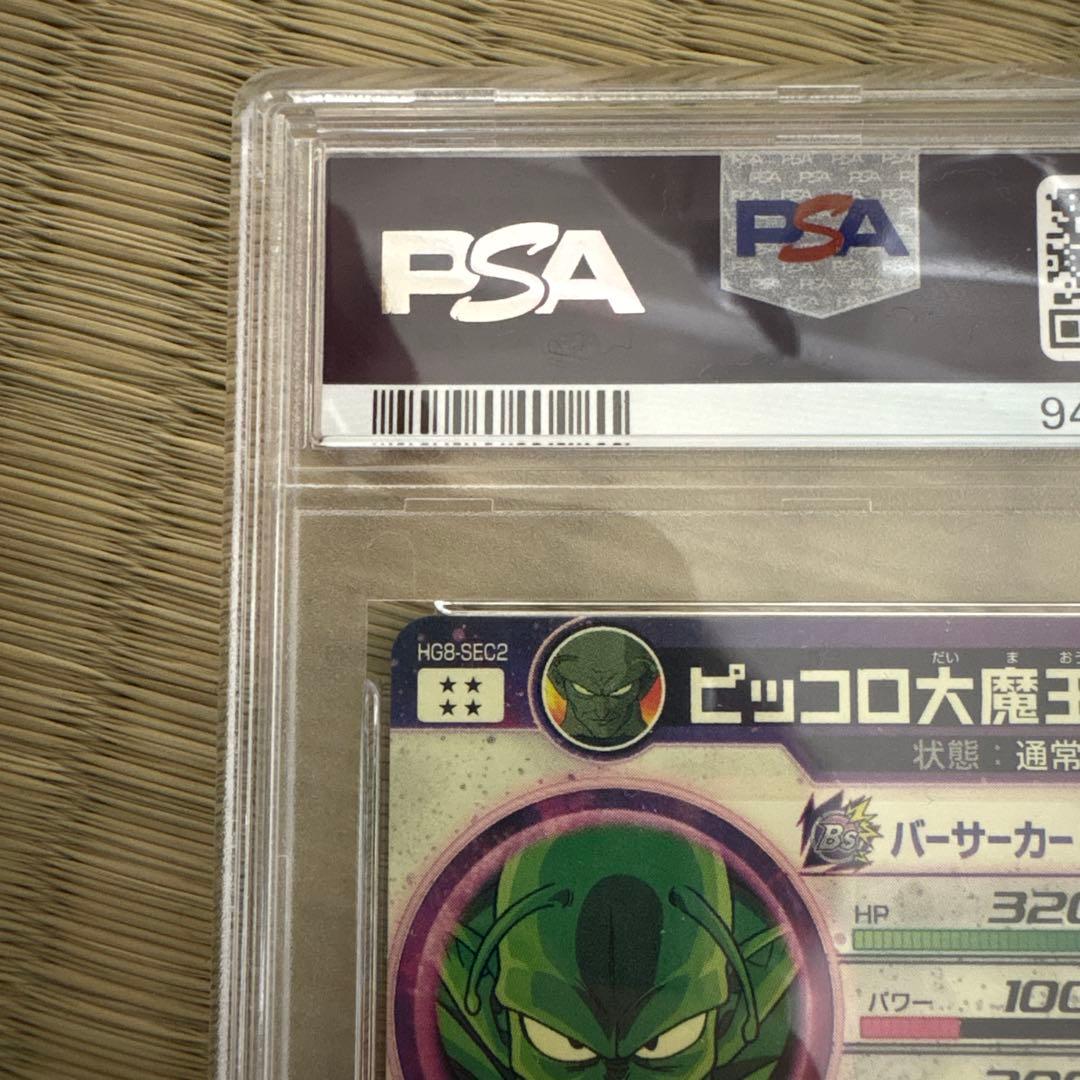 PSA
PSA
94
HG8-SEC2
★★
★★
だい ま おう
ピッコロ大魔王
状態：通常
Bs バーサーカー
HP 320
パワー 100